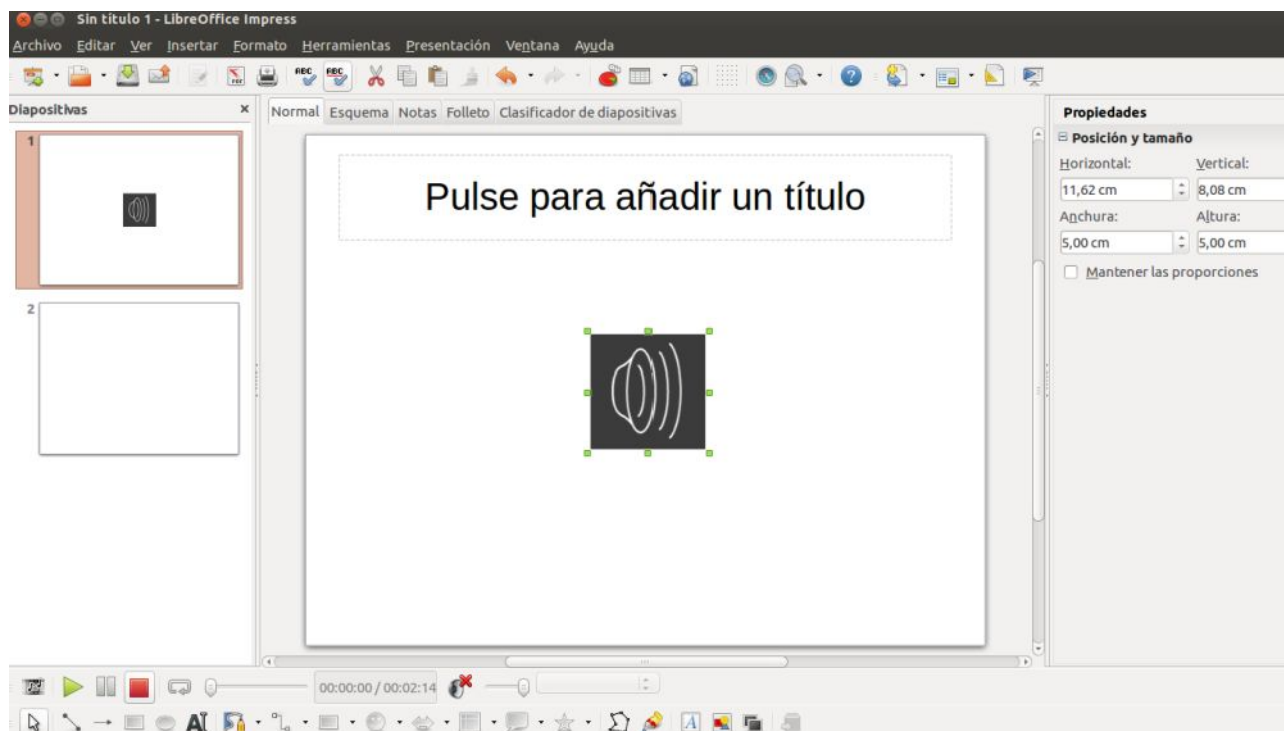 Sin título 1 - LibreOffice Impress
Archivo Editar Ver Insertar Formato Herramientas Presentación Ventana Ayuda
Diapositivas
Normal Esquema Notas Folleto Clasificador de diapositivas
Propiedades
1
Posición y tamaño
Horizontal: Vertical:
11,62 cm 8,08 cm
Anchura: Altura:
5,00 cm 5,00 cm
Mantener las proporciones
Pulse para añadir un título
2
00:00:00 / 00:02:14